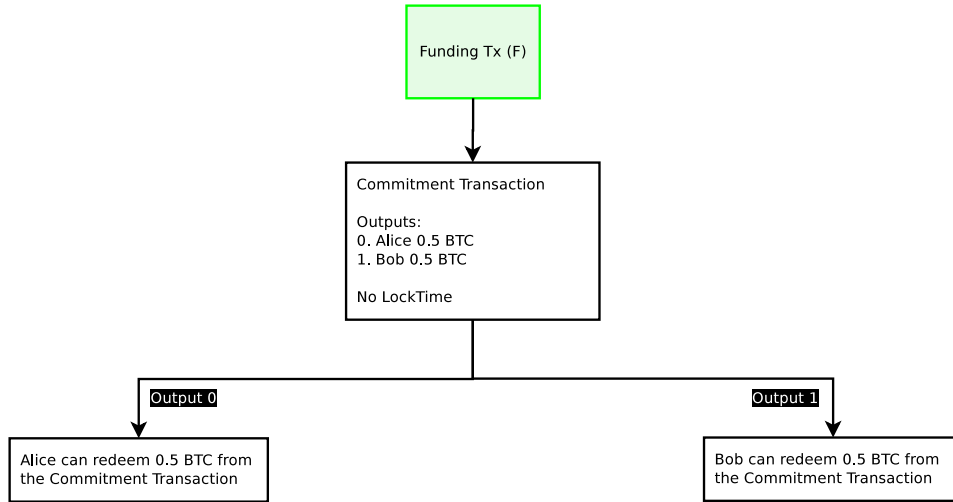 Funding Tx (F)
Commitment Transaction
Outputs:
0. Alice 0.5 BTC
1. Bob 0.5 BTC
No LockTime
Output 0
Output 1
Alice can redeem 0.5 BTC from
the Commitment Transaction
Bob can redeem 0.5 BTC from
the Commitment Transaction